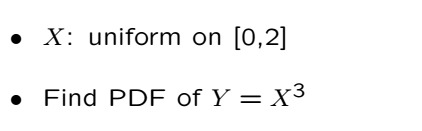 • X: uniform on [0,2]
• Find PDF of Y = X³